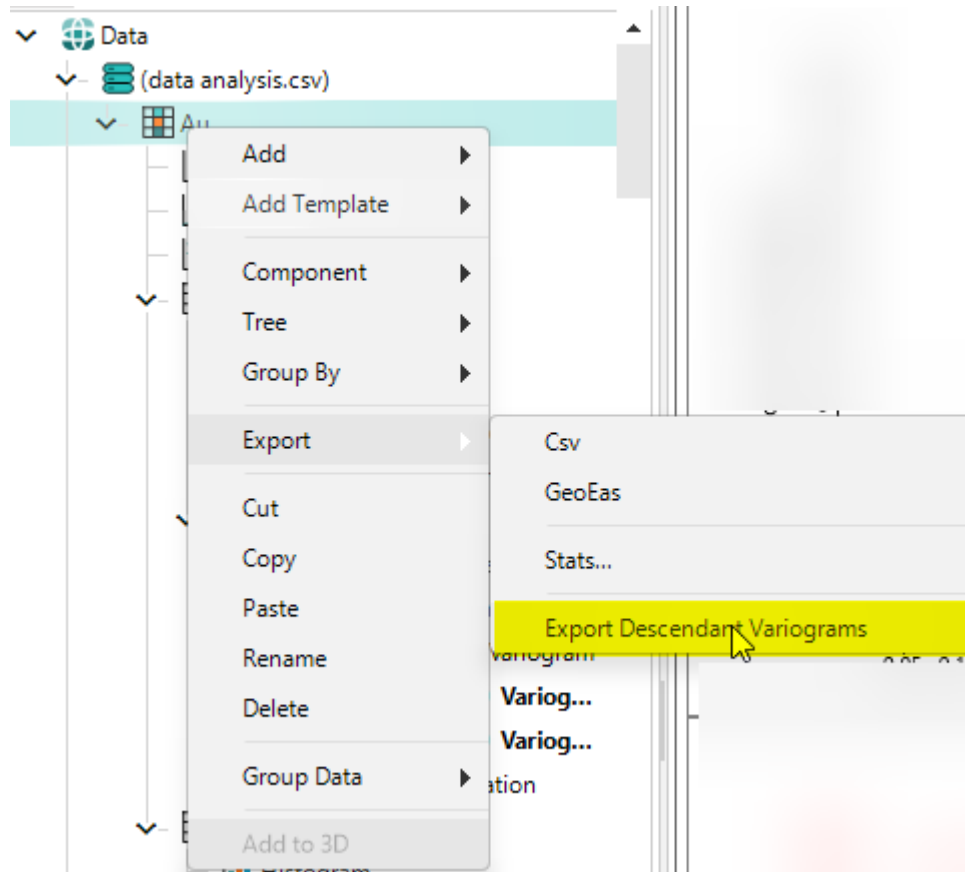 Data
(data analysis.csv)
Au
Add
Add Template
Component
Tree
Group By
Export
Csv
GeoEas
Cut
Stats...
Copy
Paste
Export Descendant Variograms
Rename
Variogram
Delete
Variog...
Variog...
Group Data
ation
Add to 3D
Histogram